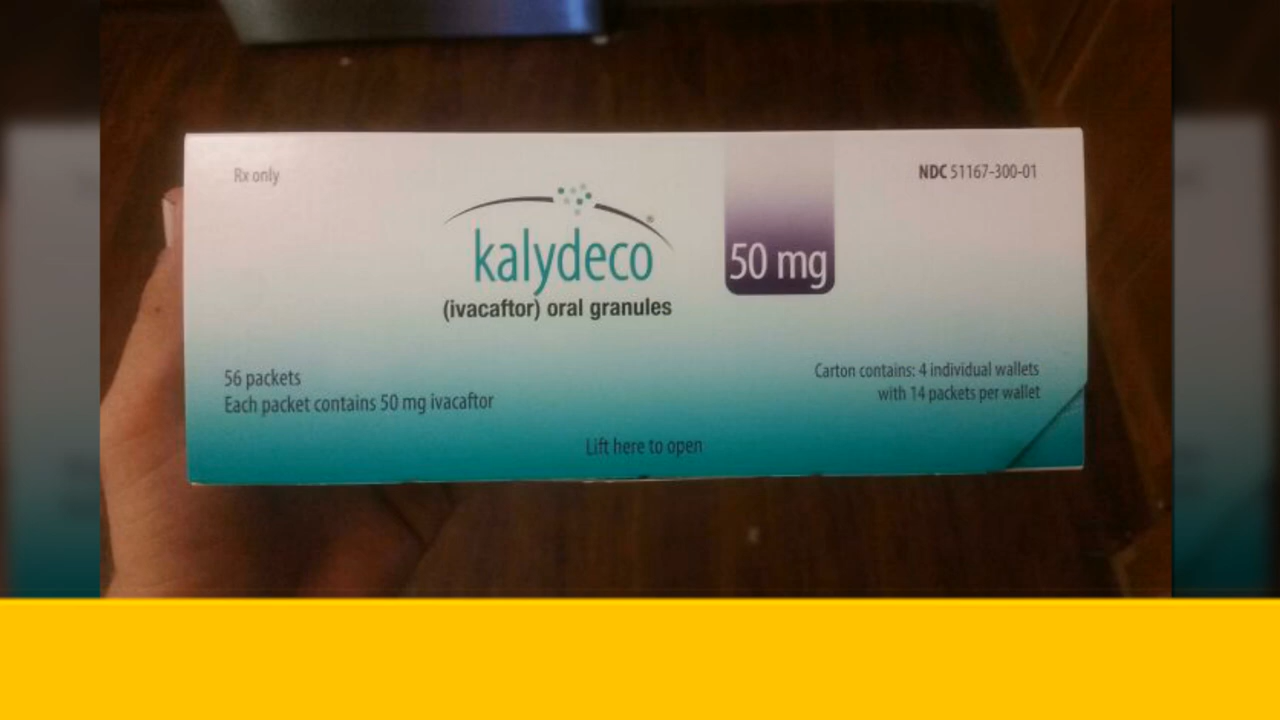 Rx only
NDC 51167-300-01
kalydeco®
50 mg
(ivacaftor) oral granules
56 packets
Each packet contains 50 mg ivacaftor
Carton contains: 4 individual wallets
with 14 packets per wallet
Lift here to open